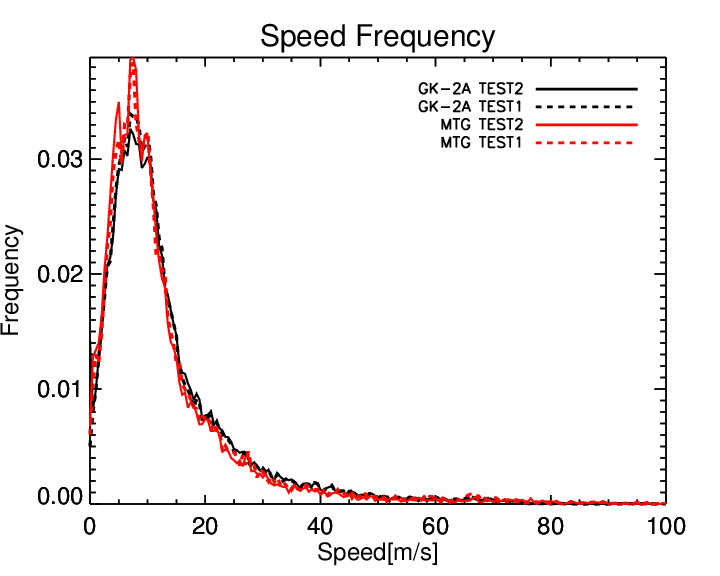 Speed Frequency
GK-2A TEST2
GK-2A TEST1
MTG TEST2
MTG TEST1
0.03
0.02
0.01
0.00
Frequency
0 20 40 60 80 100
Speed[m/s]